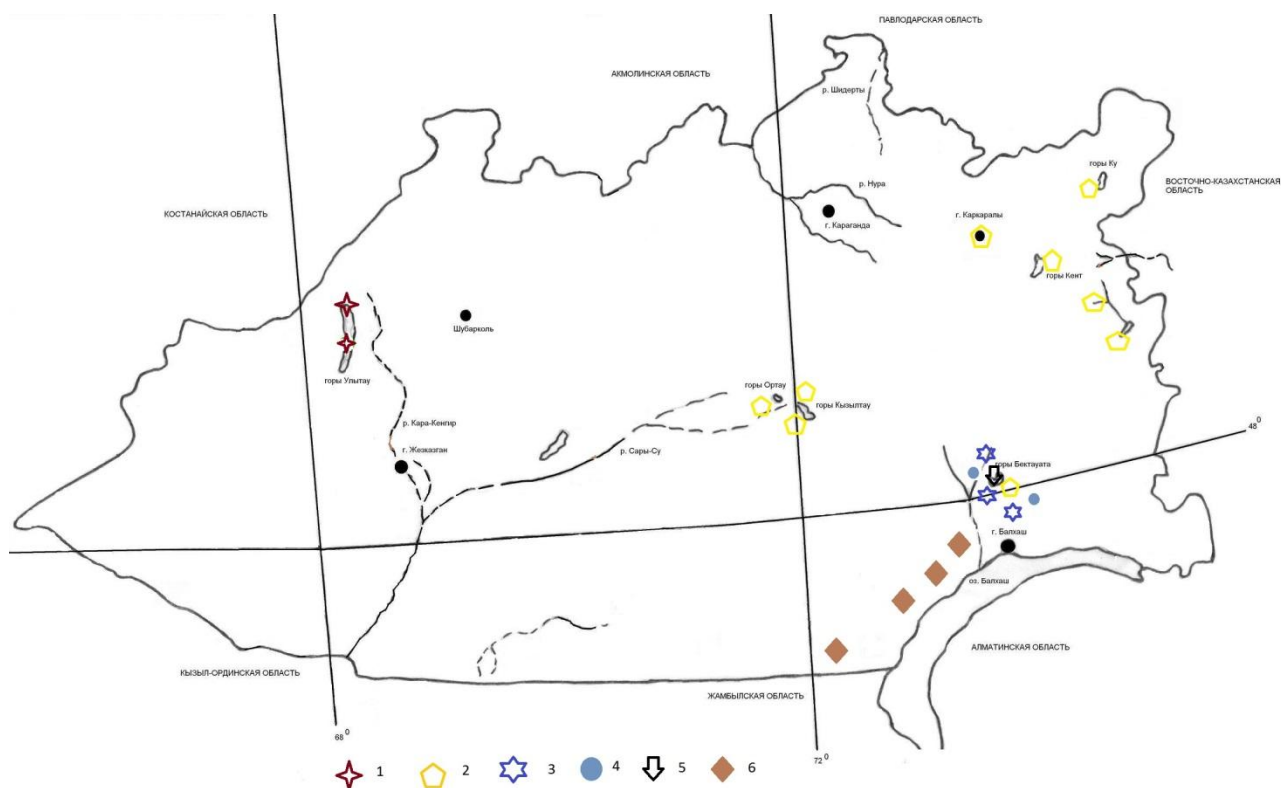 ПАВЛОДАРСКАЯ ОБЛАСТЬ
АКМОЛИНСКАЯ ОБЛАСТЬ
р. Шидерты
горы Ку
ВОСТОЧНО-КАЗАХСТАНСКАЯ
ОБЛАСТЬ
р. Нура
КОСТАНАЙСКАЯ ОБЛАСТЬ
г. Каркаралы
г. Караганда
горы Кент
Шубарколь
горы Улытау
горы Ортау
горы Кызылтау
р. Кара-Кенгир
48⁰
р. Сары-Су
г. Жезказган
горы Бектауата
г. Балхаш
оз. Балхаш
АЛМАТИНСКАЯ ОБЛАСТЬ
КЫЗЫЛ-ОРДИНСКАЯ ОБЛАСТЬ
ЖАМБЫЛСКАЯ ОБЛАСТЬ
68⁰
72⁰
1 2 3 4 5 6